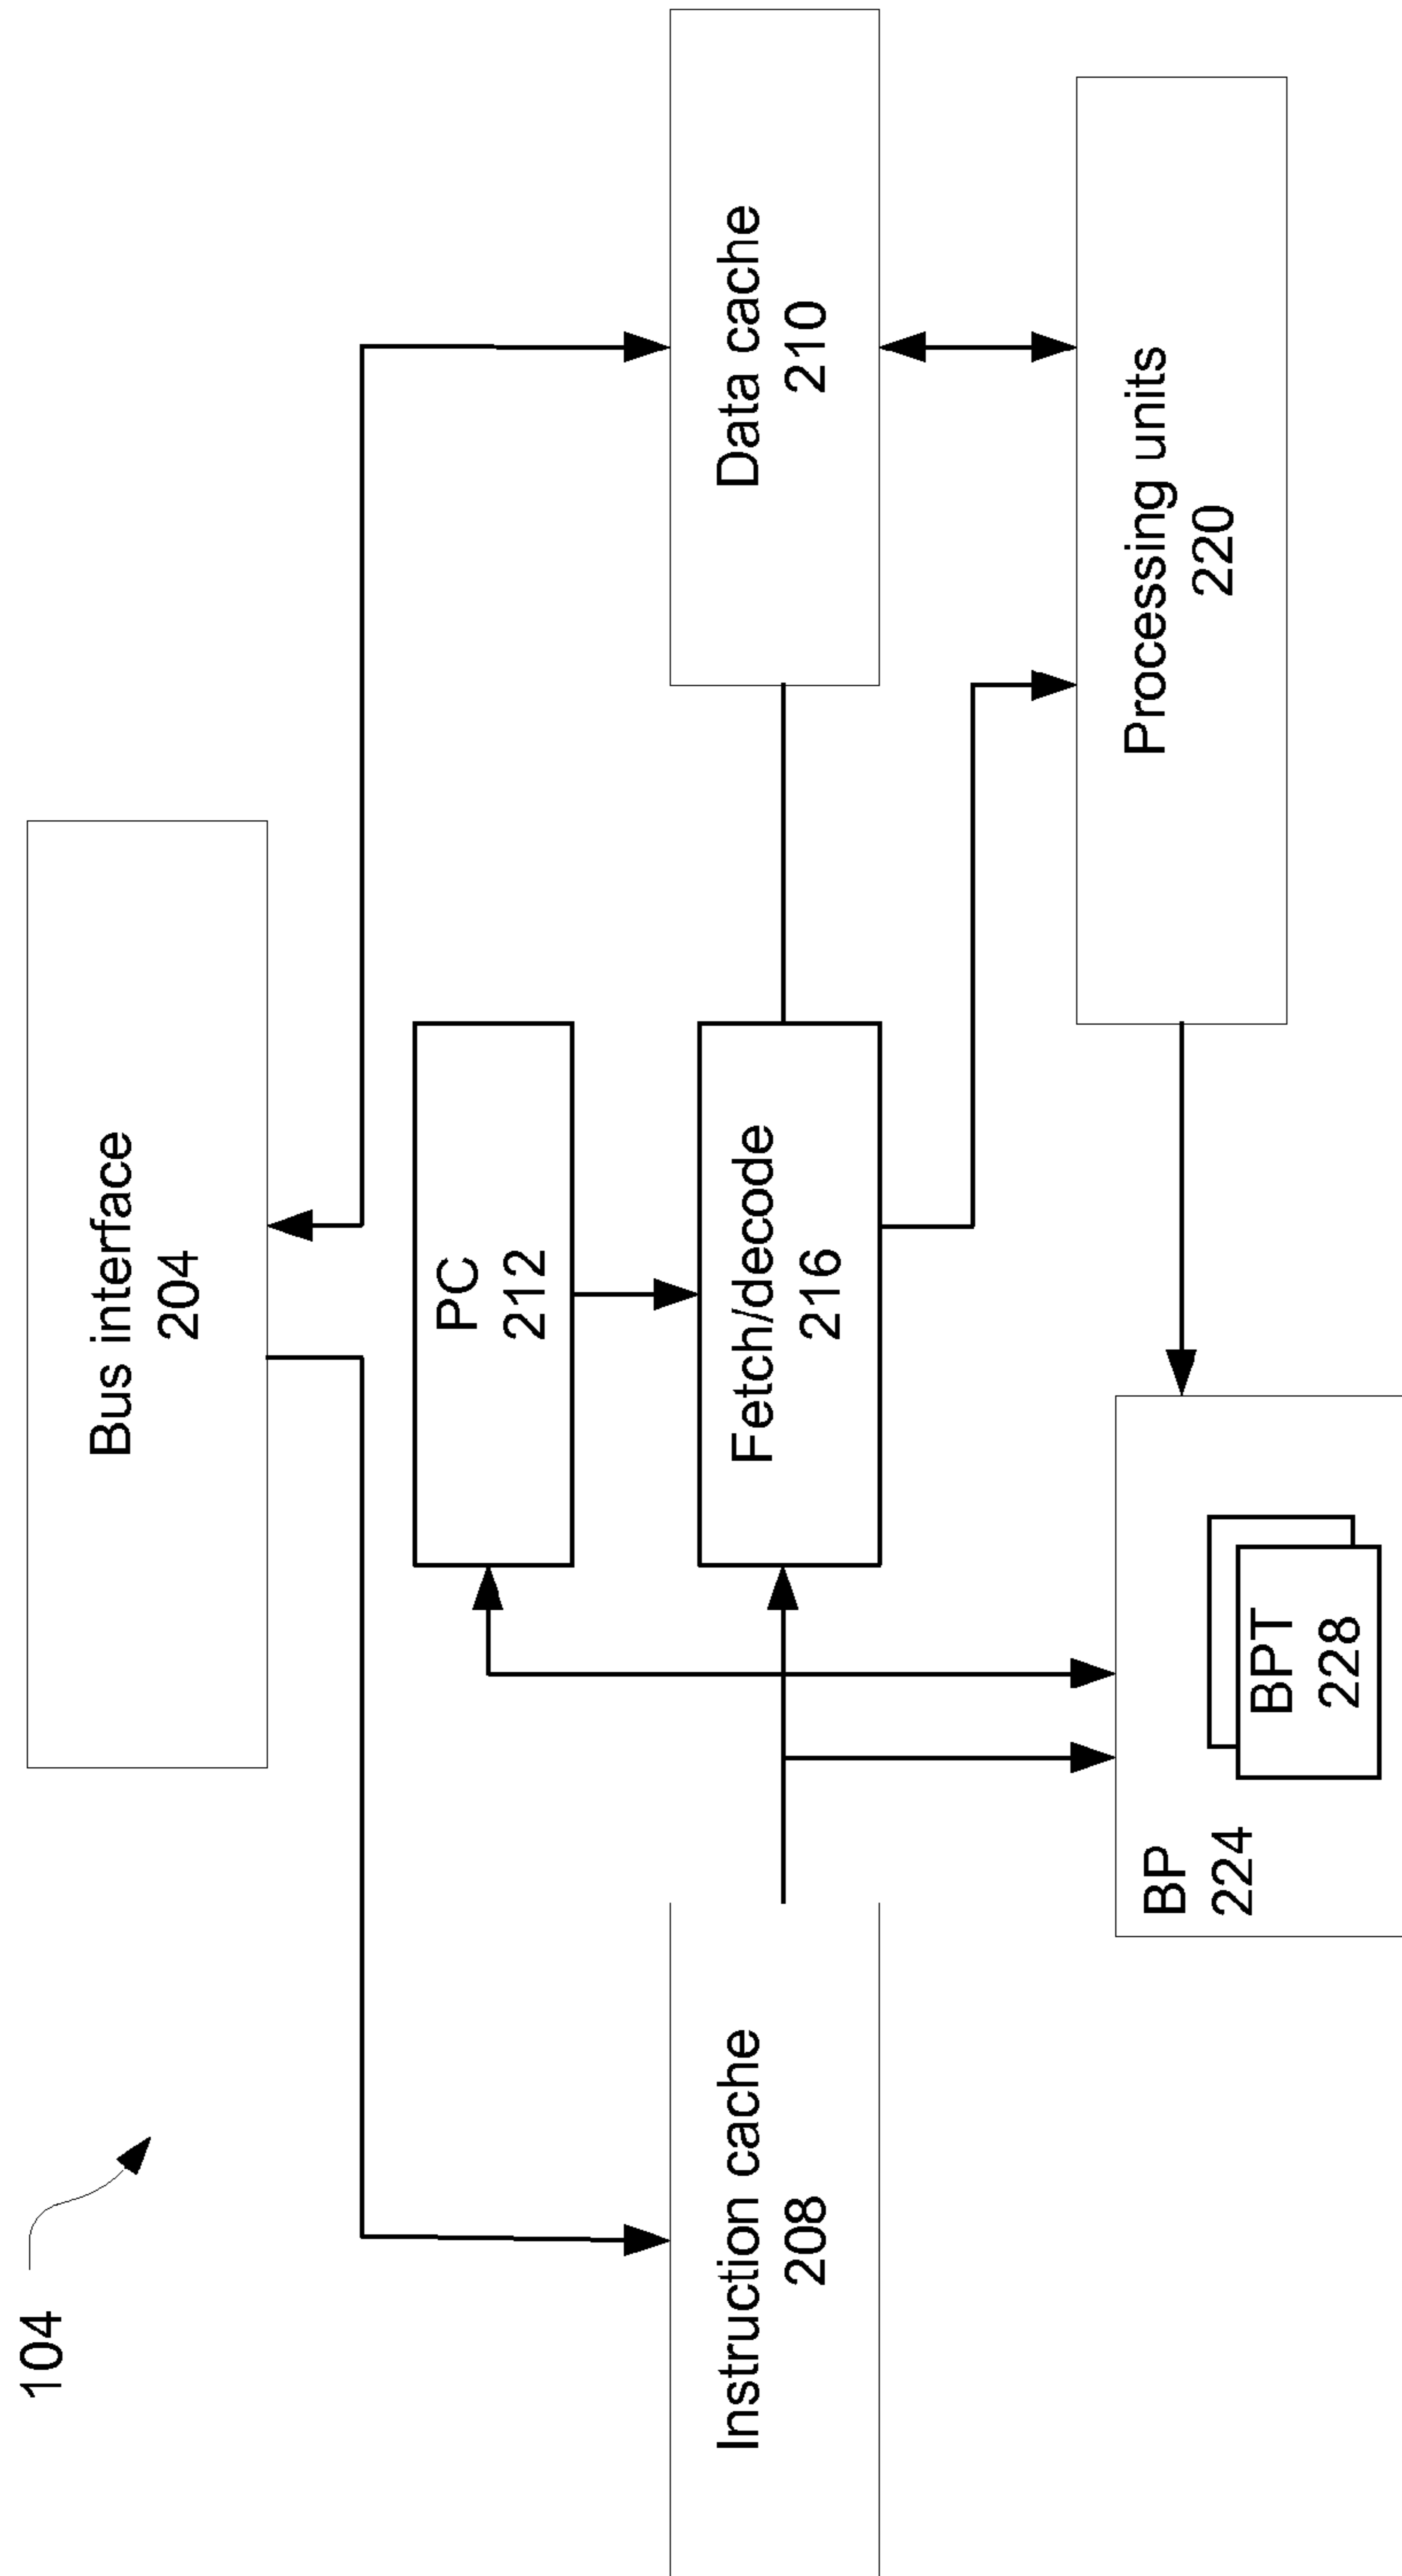 104
Bus interface
204
PC
212
Instruction cache
208
Fetch/decode
216
Data cache
210
BP
224
BPT
228
Processing units
220